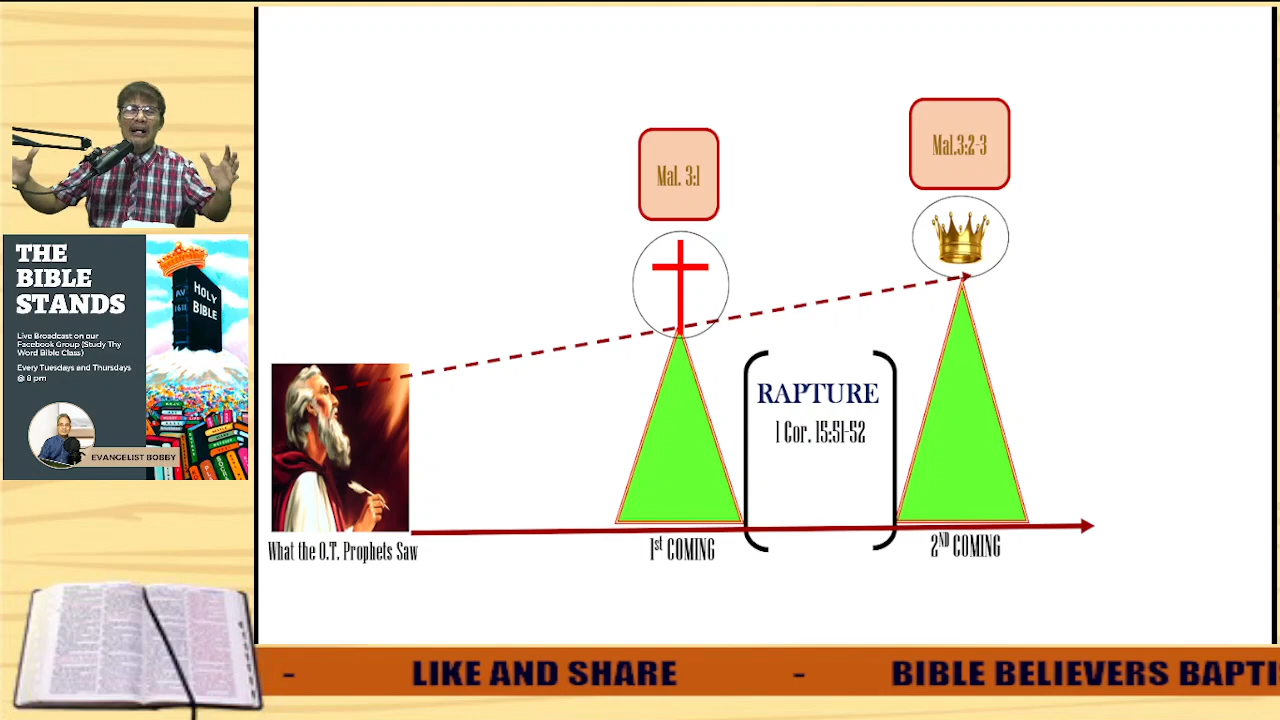 Mal. 3:1
Mal.3:2-3
THE
BIBLE
STANDS
Live Broadcast on our
Facebook Group (Study Thy
Word Bible Class)
Every Tuesdays and Thursdays
@ 8 pm
EVANGELIST BOBBY
AV
1611
HOLY
BIBLE
RAPTURE
1 Cor. 15:51-52
What the O.T. Prophets Saw
1st COMING
2ND COMING
- LIKE AND SHARE - BIBLE BELIEVERS BAPTI